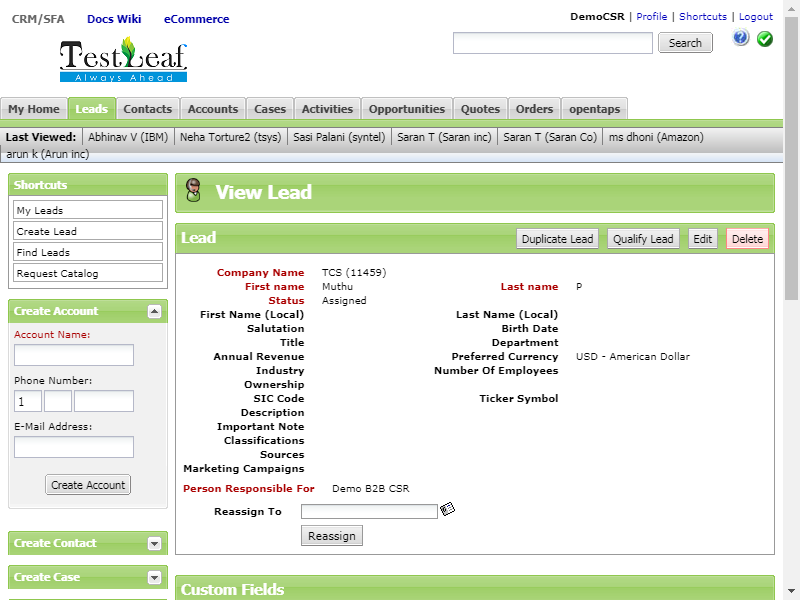 CRM/SFA Docs Wiki eCommerce
DemoCSR | Profile | Shortcuts | Logout
TestLeaf
Always Ahead
Search
My Home Leads Contacts Accounts Cases Activities Opportunities Quotes Orders opentaps
Last Viewed: Abhinav V (IBM) Neha Torture2 (tsys) Sasi Palani (syntel) Saran T (Saran inc) Saran T (Saran Co) ms dhoni (Amazon)
arun k (Arun inc)
Shortcuts
My Leads
Create Lead
Find Leads
Request Catalog
Create Account
Account Name:
Phone Number:
1
E-Mail Address:
Create Account
Create Contact
Create Case
View Lead
Lead Duplicate Lead Qualify Lead Edit Delete
Company Name TCS (11459)
First name Muthu Last name P
Status Assigned
First Name (Local) Last Name (Local)
Salutation Birth Date
Title Department
Annual Revenue Preferred Currency USD - American Dollar
Industry Number Of Employees
Ownership
SIC Code Ticker Symbol
Description
Important Note
Classifications
Sources
Marketing Campaigns
Person Responsible For Demo B2B CSR
Reassign To
Reassign
Custom Fields